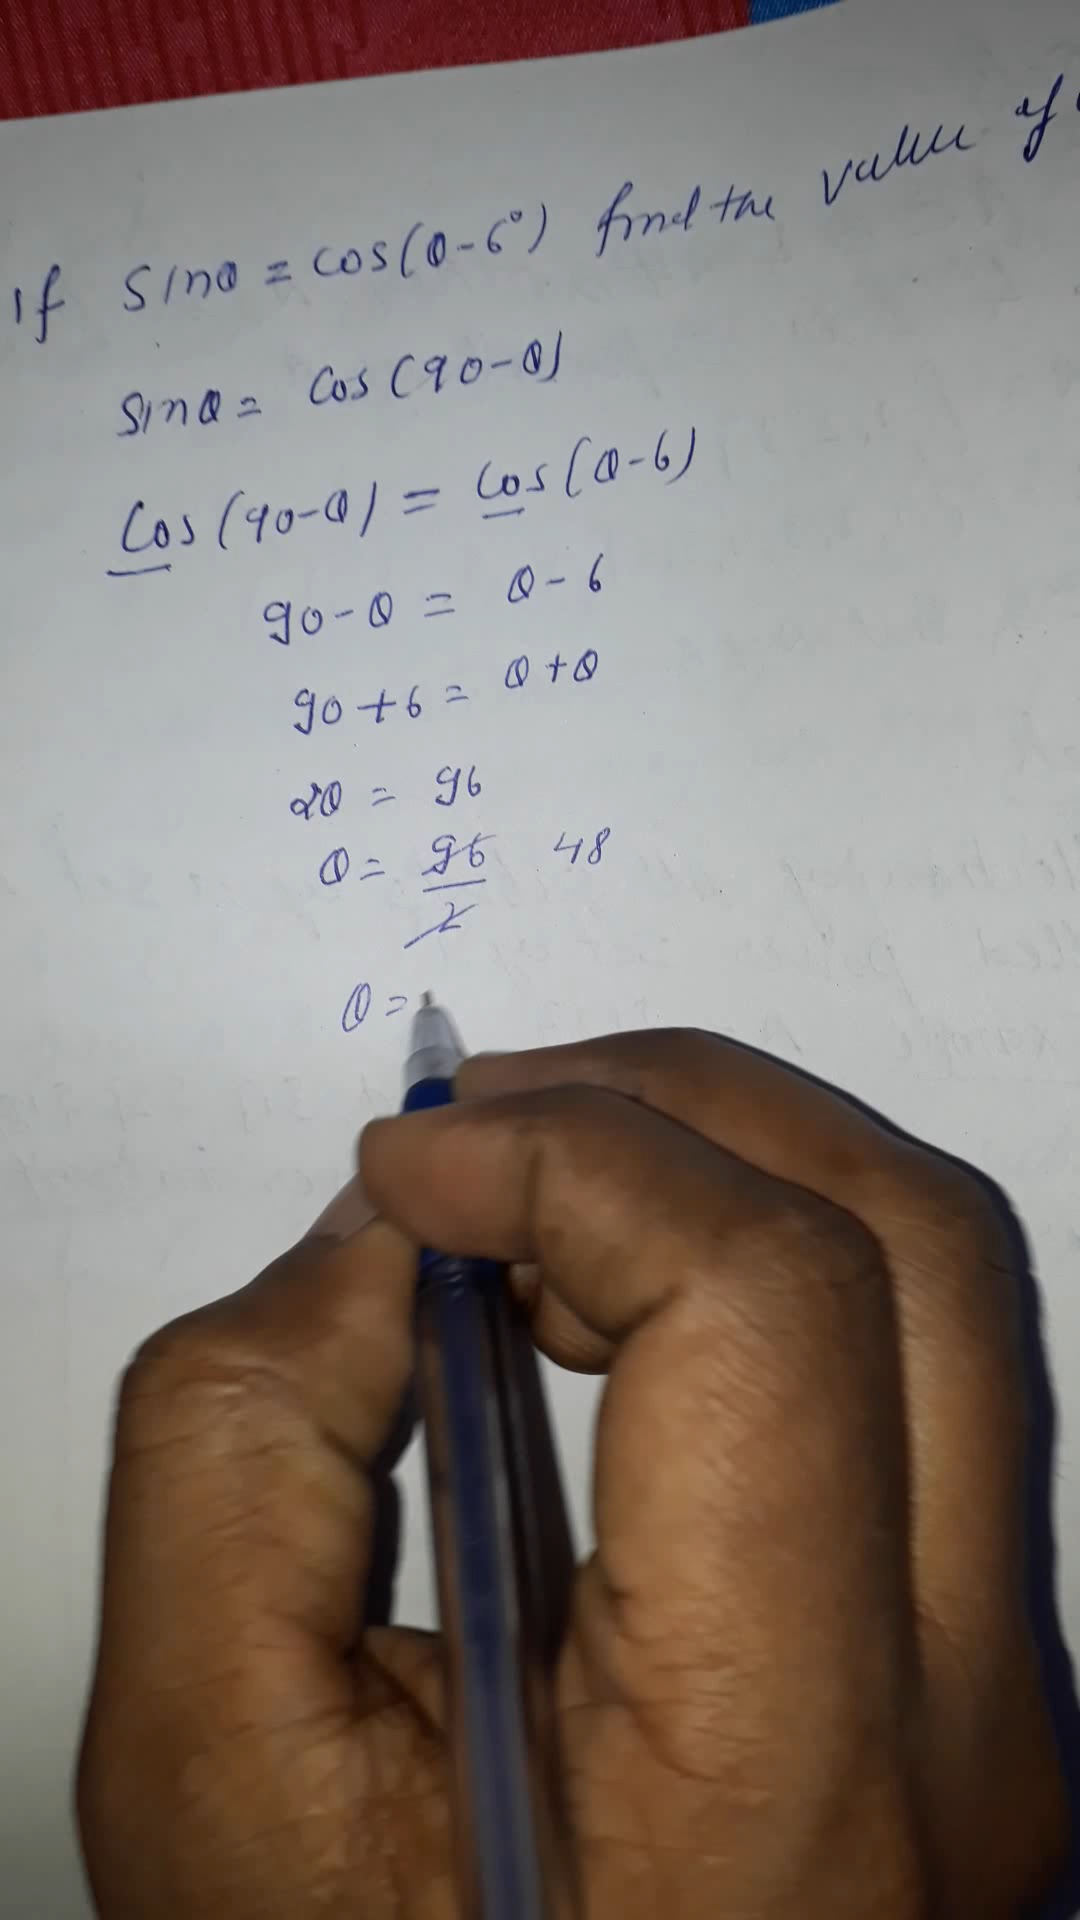 If sinθ = cos(θ-6°) find the value of
sinθ = cos(90-θ)
Cos(90-θ) = cos(θ-6)
90-θ = θ-6
90+6 = θ+θ
2θ = 96
θ = 96/2 48
θ =